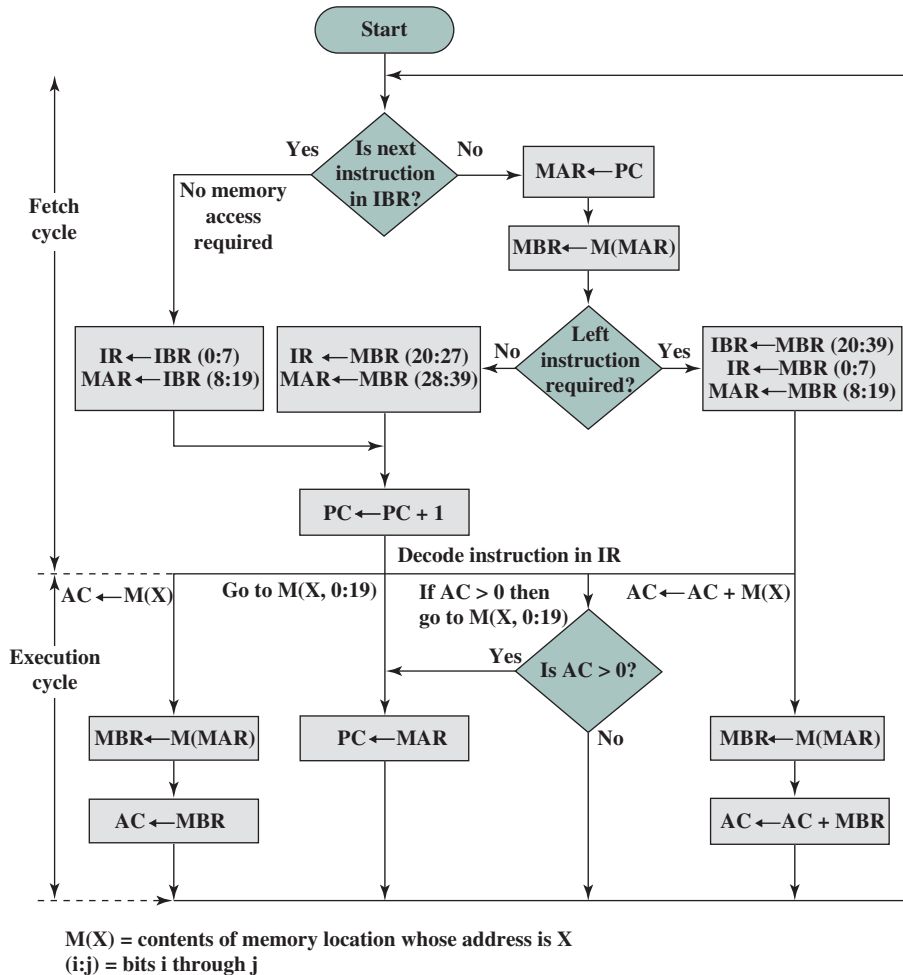 Start
Yes
Is next
instruction
in IBR?
No
MAR←PC
Fetch
cycle
No memory
access
required
MBR←M(MAR)
IR←IBR (0:7)
MAR←IBR (8:19)
IR←MBR (20:27)
MAR←MBR (28:39)
No
Left
instruction
required?
Yes
IBR←MBR (20:39)
IR←MBR (0:7)
MAR←MBR (8:19)
PC←PC + 1
Decode instruction in IR
AC←M(X)
Go to M(X, 0:19)
If AC > 0 then
go to M(X, 0:19)
AC←AC + M(X)
Execution
cycle
Yes
Is AC > 0?
No
MBR←M(MAR)
PC←MAR
MBR←M(MAR)
AC←MBR
AC←AC + MBR
M(X) = contents of memory location whose address is X
(i:j) = bits i through j